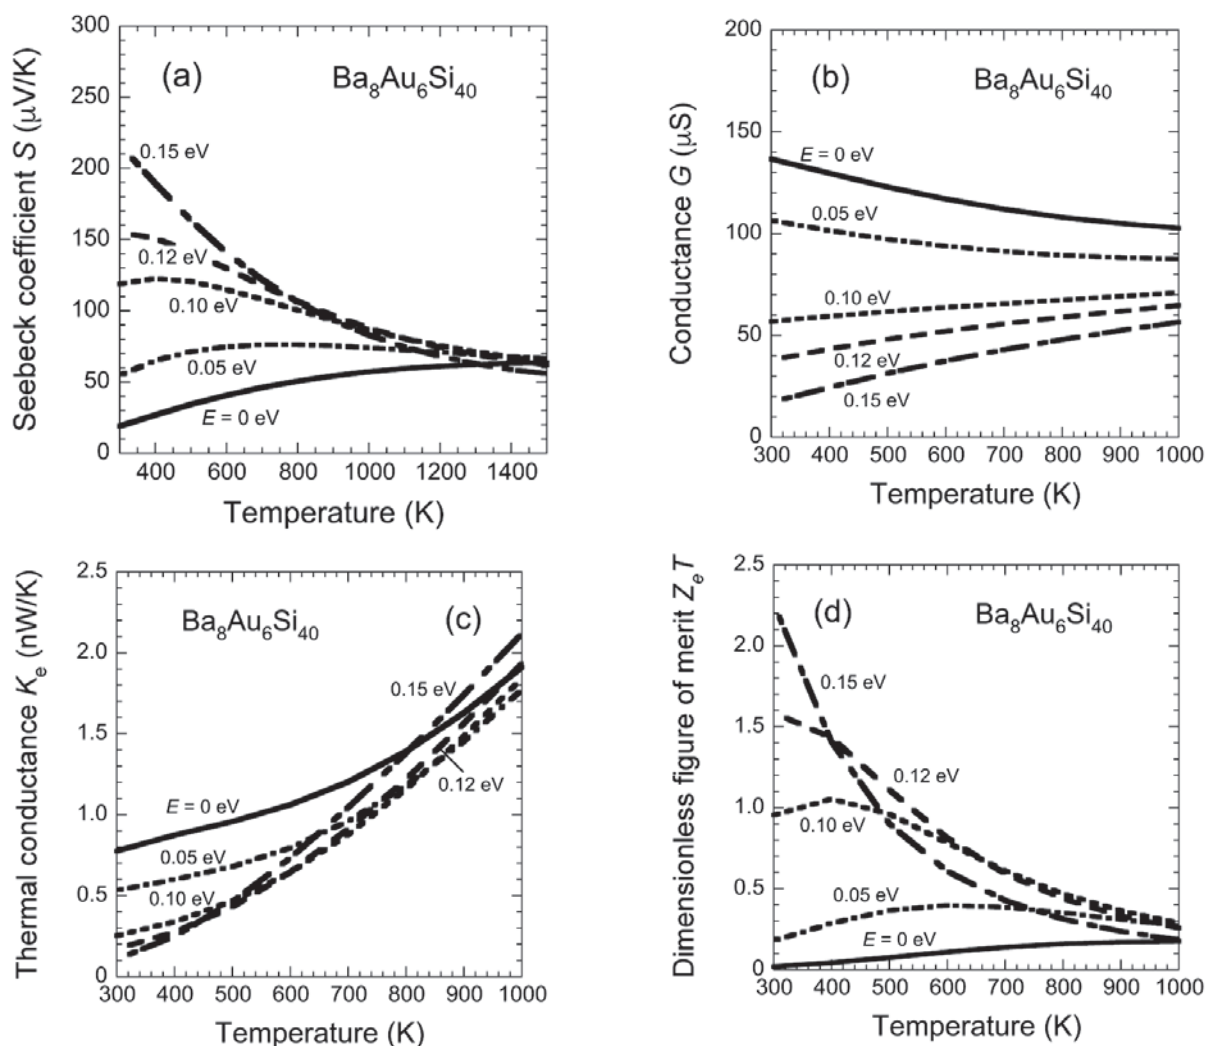 300
250
200
150
100
50
0
400 600 800 1000 1200 1400
Seebeck coefficient S (μV/K)
Temperature (K)
(a)
Ba8Au6Si40
0.15 eV
0.12 eV
0.10 eV
0.05 eV
E = 0 eV
200
150
100
50
0
300 400 500 600 700 800 900 1000
Conductance G (μS)
Temperature (K)
(b)
Ba8Au6Si40
E = 0 eV
0.05 eV
0.10 eV
0.12 eV
0.15 eV
2.5
2.0
1.5
1.0
0.5
0
300 400 500 600 700 800 900 1000
Thermal conductance Ke (nW/K)
Temperature (K)
Ba8Au6Si40
(c)
0.15 eV
0.12 eV
E = 0 eV
0.05 eV
0.10 eV
2.5
2.0
1.5
1.0
0.5
0
300 400 500 600 700 800 900 1000
Dimensionless figure of merit ZeT
Temperature (K)
(d)
Ba8Au6Si40
0.15 eV
0.12 eV
0.10 eV
0.05 eV
E = 0 eV